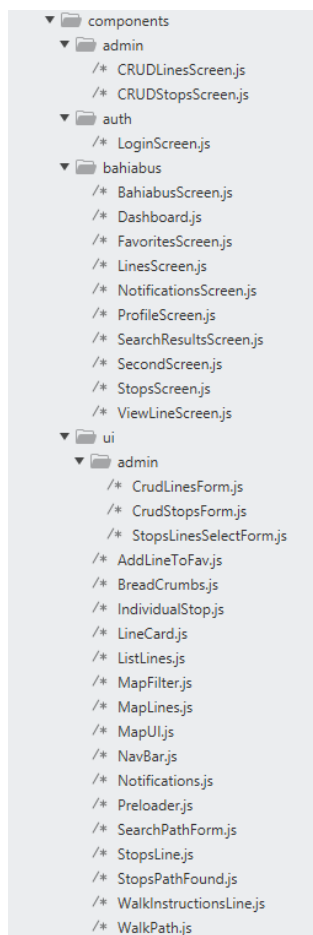 components
admin
/* CRUDLinesScreen.js
/* CRUDStopsScreen.js
auth
/* LoginScreen.js
bahiabus
/* BahiabusScreen.js
/* Dashboard.js
/* FavoritesScreen.js
/* LinesScreen.js
/* NotificationsScreen.js
/* ProfileScreen.js
/* SearchResultsScreen.js
/* SecondScreen.js
/* StopsScreen.js
/* ViewLineScreen.js
ui
admin
/* CrudLinesForm.js
/* CrudStopsForm.js
/* StopsLinesSelectForm.js
/* AddLineToFav.js
/* BreadCrumbs.js
/* IndividualStop.js
/* LineCard.js
/* ListLines.js
/* MapFilter.js
/* MapLines.js
/* MapUI.js
/* NavBar.js
/* Notifications.js
/* Preloader.js
/* SearchPathForm.js
/* StopsLine.js
/* StopsPathFound.js
/* WalkInstructionsLine.js
/* WalkPath.js